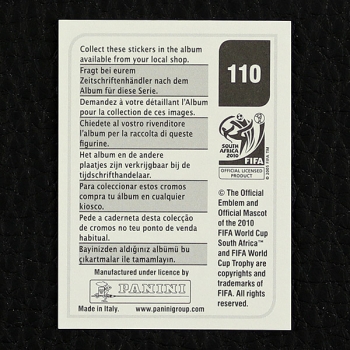 Collect these stickers in the album
available from your local shop.
Fragt bei eurem
Zeitschriftenhändler nach dem
Album für diese Serie.
Demandez à votre détaillant l'Album
pour la collection de ces images.
Chiedete al vostro rivenditore
l'album per la raccolta di queste
figurine.
Het album en de andere
plaatjes zijn verkrijgbaar bij de
tijdschrifthandelaar.
Para coleccionar estos cromos
compra tu álbum en cualquier
kiosco.
Pede a caderneta desta colecção
de cromos no teu ponto de venda
habitual.
Bayinizden aldığınız albümü bu
çıkartmalar ile tamamlayın.
Manufactured under licence by
PANINI
Made in Italy. www.paninigroup.com
110
SOUTH AFRICA
2010
FIFA
OFFICIAL LICENSED
PRODUCT
© 2001 FIFA TM
© The Official
Emblem and
Official Mascot
of the 2010
FIFA World Cup
South Africa™
and FIFA World
Cup Trophy are
copyrights and
trademarks of
FIFA. All rights
reserved.